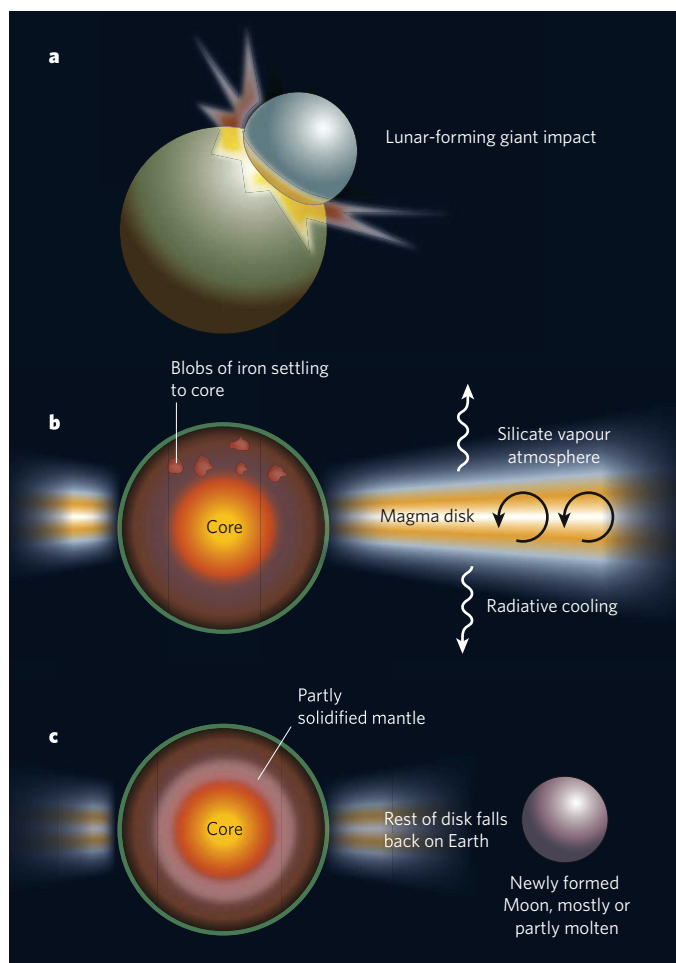 a
Lunar-forming giant impact
Blobs of iron settling
to core
b
Silicate vapour
atmosphere
Core
Magma disk
Radiative cooling
Partly
solidified mantle
c
Core
Rest of disk falls
back on Earth
Newly formed
Moon, mostly or
partly molten